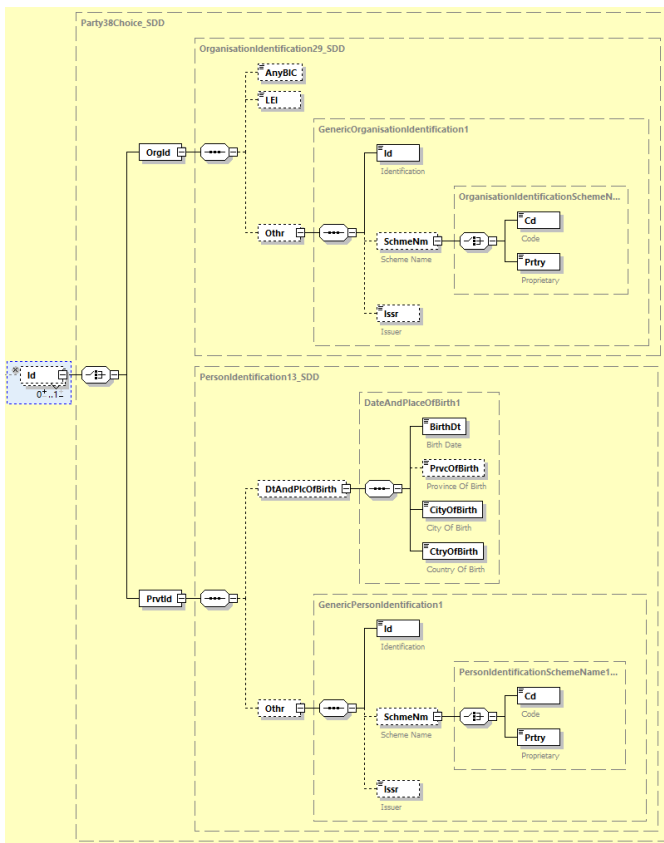 Party38Choice_SDD
OrganisationIdentification29_SDD
AnyBIC
LEI
GenericOrganisationIdentification1
Id
Identification
OrgId
OrganisationIdentificationSchemeN...
Cd
Code
Othr
SchmeNm
Scheme Name
Prtry
Proprietary
Issr
Issuer
Id
PersonIdentification13_SDD
DateAndPlaceOfBirth1
BirthDt
Birth Date
PrvcOfBirth
Province Of Birth
DtAndPlcOfBirth
CityOfBirth
City Of Birth
CtryOfBirth
Country Of Birth
PrvtId
GenericPersonIdentification1
Id
Identification
PersonIdentificationSchemeName1...
Cd
Code
Othr
SchmeNm
Scheme Name
Prtry
Proprietary
Issr
Issuer